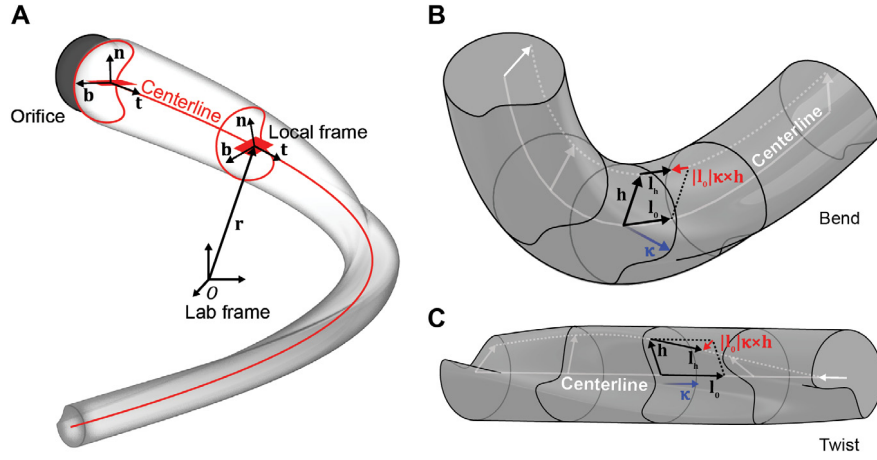 A
n
b
t
Orifice
Centerline
n
Local frame
b
t
r
O
Lab frame
B
Centerline
h
l_h
l_0
|l_0|κ×h
κ
Bend
C
h
l_h
|l_0|κ×h
Centerline
κ
l_0
Twist